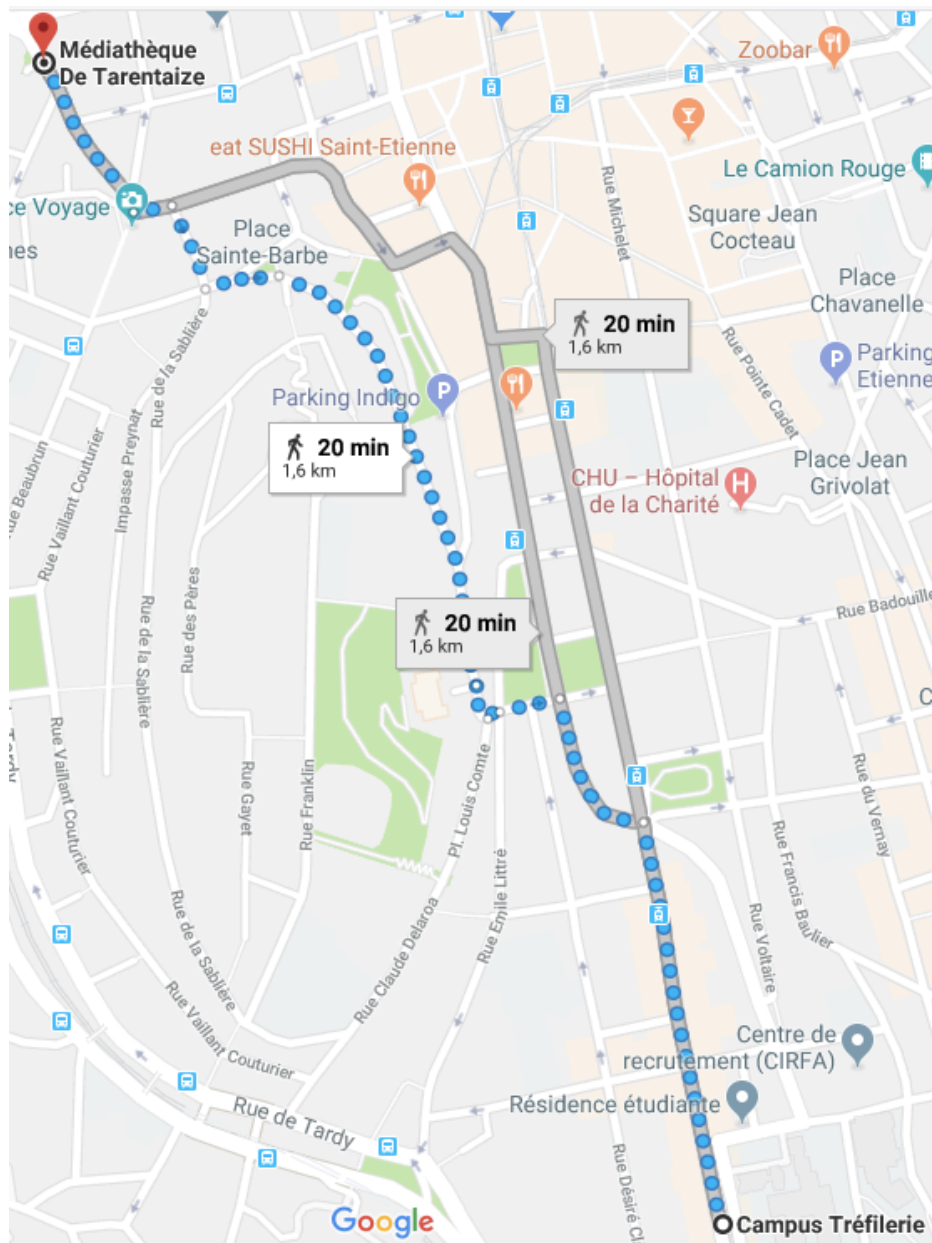 Médiathèque
De Tarentaize
Zoobar
eat SUSHI Saint-Etienne
Le Camion Rouge
Rue Michelet
ce Voyage
Square Jean
Cocteau
Place
Sainte-Barbe
nes
Place
Chavanelle
20 min
1,6 km
Rue de la Sablière
Parking
Etienne
Parking Indigo
Rue Pointe Cadet
Impasse Preynat
20 min
1,6 km
Rue Vaillant Couturier
Rue Beaubrun
CHU – Hôpital
de la Charité
Place Jean
Grivolat
Rue des Pères
Rue de la Sablière
20 min
1,6 km
Rue Badouille
Tardy
Rue Vaillant Couturier
Rue Gayet
Rue Franklin
Pl. Louis Comte
Rue du Vernay
Rue Emile Littré
Rue Francis Baulier
Rue Voltaire
Rue de la Sablière
Rue Claude Delaroa
Rue Vaillant Couturier
Centre de
recrutement (CIRFA)
Résidence étudiante
Rue de Tardy
Rue Désiré Cl
Google
Campus Tréfilerie